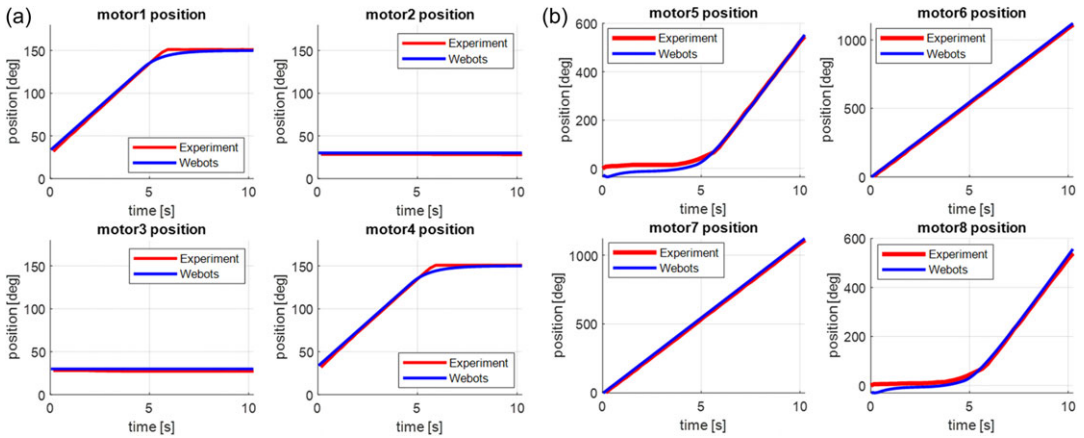 (a)
motor1 position
position [deg]
150
100
50
0
0 5 10
time [s]
Experiment
Webots
motor2 position
position [deg]
150
100
50
0
0 5 10
time [s]
Experiment
Webots
motor3 position
position [deg]
150
100
50
0
0 5 10
time [s]
Experiment
Webots
motor4 position
position [deg]
150
100
50
0
0 5 10
time [s]
Experiment
Webots
(b)
motor5 position
position [deg]
600
400
200
0
0 5 10
time [s]
Experiment
Webots
motor6 position
position [deg]
1000
500
0
0 5 10
time [s]
Experiment
Webots
motor7 position
position [deg]
1000
500
0
0 5 10
time [s]
Experiment
Webots
motor8 position
position [deg]
600
400
200
0
0 5 10
time [s]
Experiment
Webots